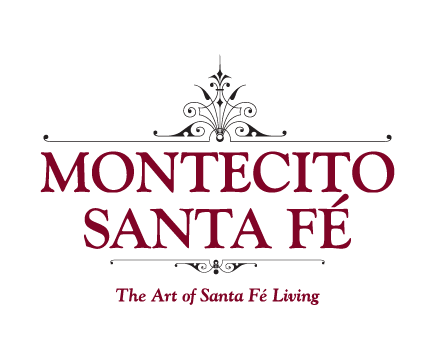 MONTECITO
SANTA FÉ
The Art of Santa Fé Living